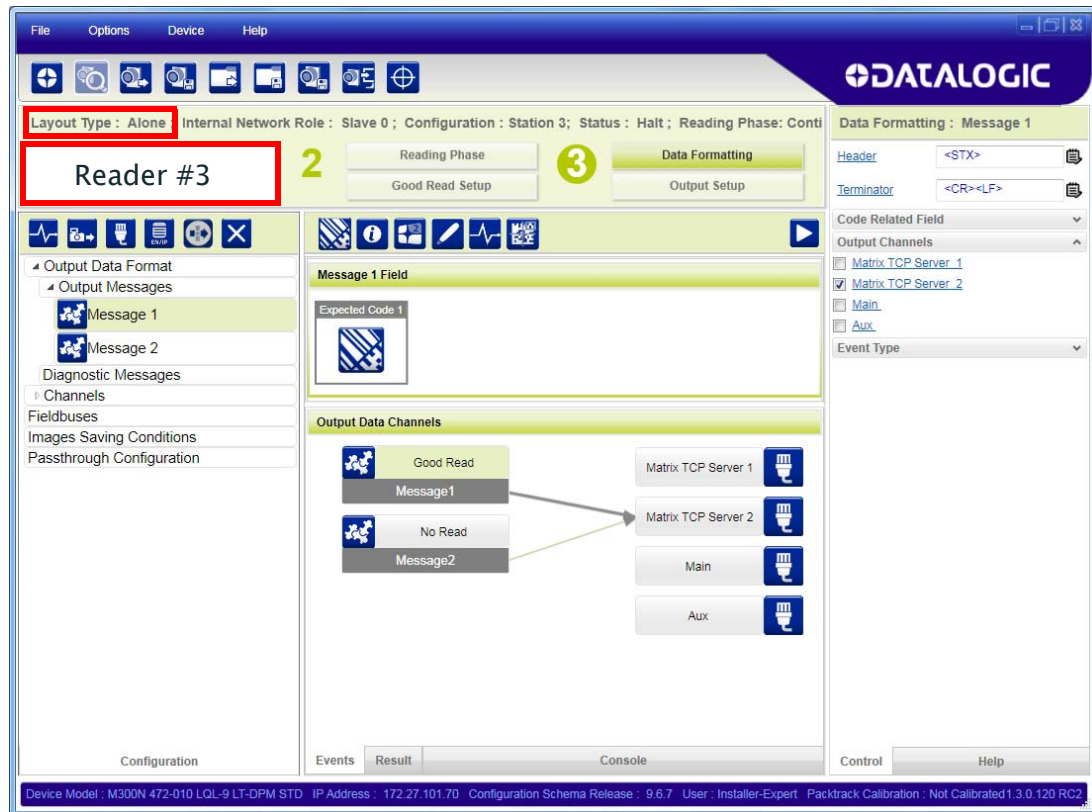 File Options Device Help
DATALOGIC
Layout Type : Alone ; Internal Network Role : Slave 0 ; Configuration : Station 3; Status : Halt ; Reading Phase: Conti
Reader #3
2
Reading Phase
Good Read Setup
3
Data Formatting
Output Setup
Data Formatting : Message 1
Header <STX>
Terminator <CR><LF>
Code Related Field
Output Channels
Matrix TCP Server 1
Matrix TCP Server 2
Main
Aux
Event Type
EN/IP
Output Data Format
Output Messages
Message 1
Message 2
Diagnostic Messages
Channels
Fieldbuses
Images Saving Conditions
Passthrough Configuration
Message 1 Field
Expected Code 1
Output Data Channels
Good Read
Message1
No Read
Message2
Matrix TCP Server 1
Matrix TCP Server 2
Main
Aux
Configuration
Events Result Console
Control Help
Device Model : M300N 472-010 LQL-9 LT-DPM STD IP Address : 172.27.101.70 Configuration Schema Release : 9.6.7 User : Installer-Expert Packtrack Calibration : Not Calibrated 1.3.0.120 RC2